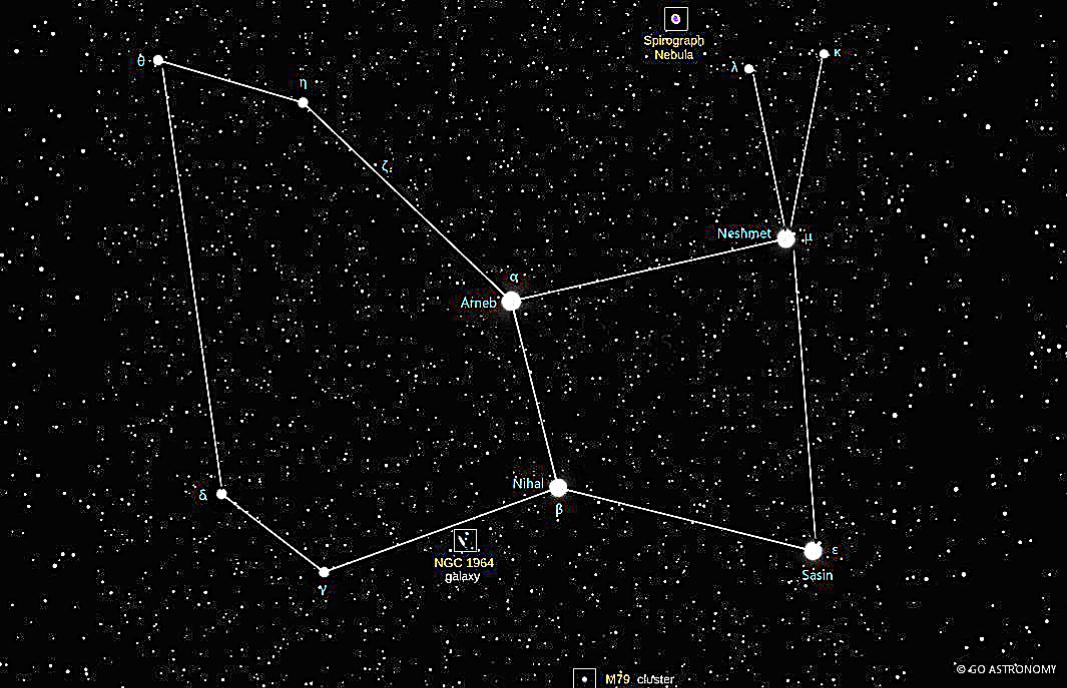 Spirograph
Nebula
θ
η
λ
κ
ζ
Neshmet
μ
α
Arneb
Nihal
β
δ
NGC 1964
galaxy
ε
Sasin
γ
M79 cluster
© GO ASTRONOMY